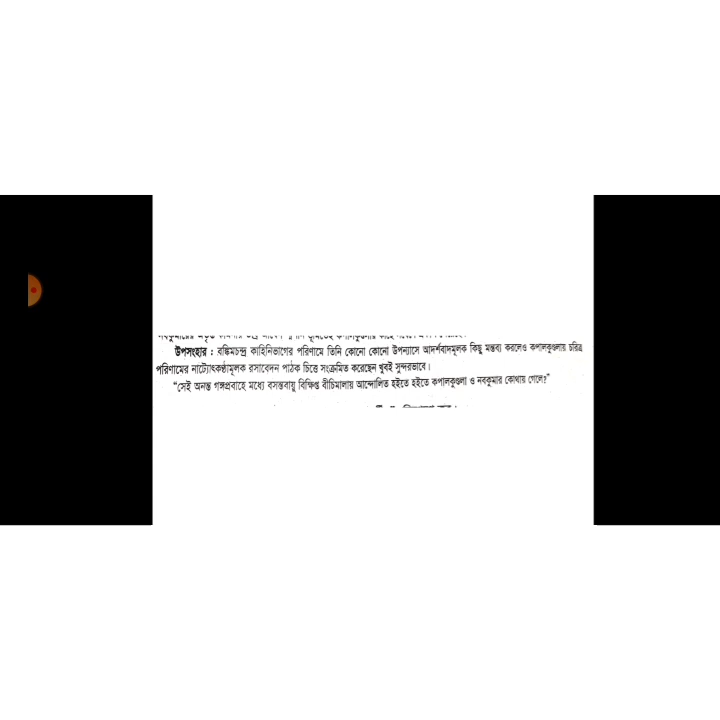 উপসংহার : বঙ্কিমচন্দ্র কাহিনিভাগের পরিণামে তিনি কোনো কোনো উপন্যাসে আদর্শবাদমূলক কিছু মন্তব্য করলেও কপালকুণ্ডলায় চরিত্র
পরিণামের নাট্যোৎকণ্ঠামূলক রসাবেদন পাঠক চিত্তে সংক্রমিত করেছেন খুবই সুন্দরভাবে।
“সেই অনন্ত গঙ্গপ্রবাহে মধ্যে বসন্তবায়ু বিক্ষিপ্ত বীচিমালায় আন্দোলিত হইতে হইতে কপালকুণ্ডলা ও নবকুমার কোথায় গেলে?”